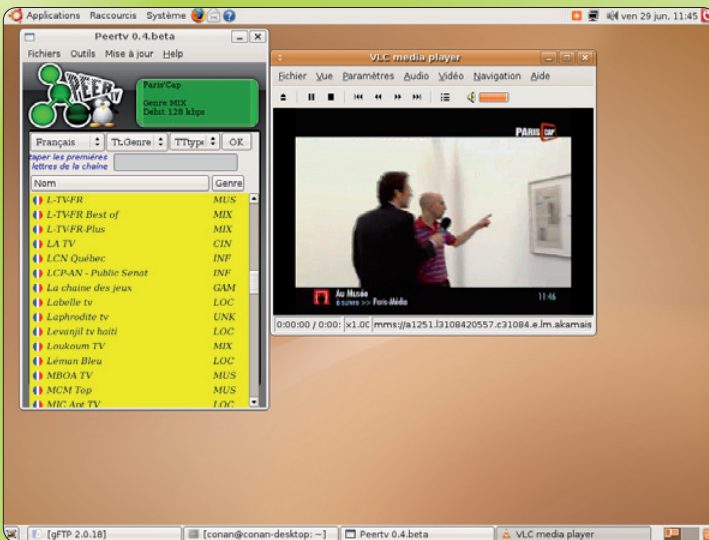 Applications Raccourcis Système ven 29 jun, 11:45
Peertv 0.4.beta
Fichiers Outils Mise à jour Help
PEER TV
Paris'Cap
Genre MIX
Debit 128 kbps
Français TLGenre TTtype OK
taper les premières
lettres de la chaîne
Nom Genre
L-TV-FR MUS
L-TV-FR Best of MIX
L-TV-FR-Plus MIX
LA TV CIN
LCN Québec INF
LCP-AN - Public Senat INF
La chaine des jeux GAM
Labelle tv LOC
Laphrodite tv UNK
Levanjil tv haiti LOC
Loukoum TV MIX
Léman Bleu LOC
MBOA TV MUS
MCM Top MUS
MIC Art TV LOC
VLC media player
Fichier Vue Paramètres Audio Vidéo Navigation Aide
PARIS CAP
Au Musée
à suivre >> Paris-Média
11:46
0:00:00 / 0:00: x1.00 mms://a1251.l3108420557.c31084.e.lm.akamais
[gFTP 2.0.18] [conan@conan-desktop: ~] Peertv 0.4.beta VLC media player